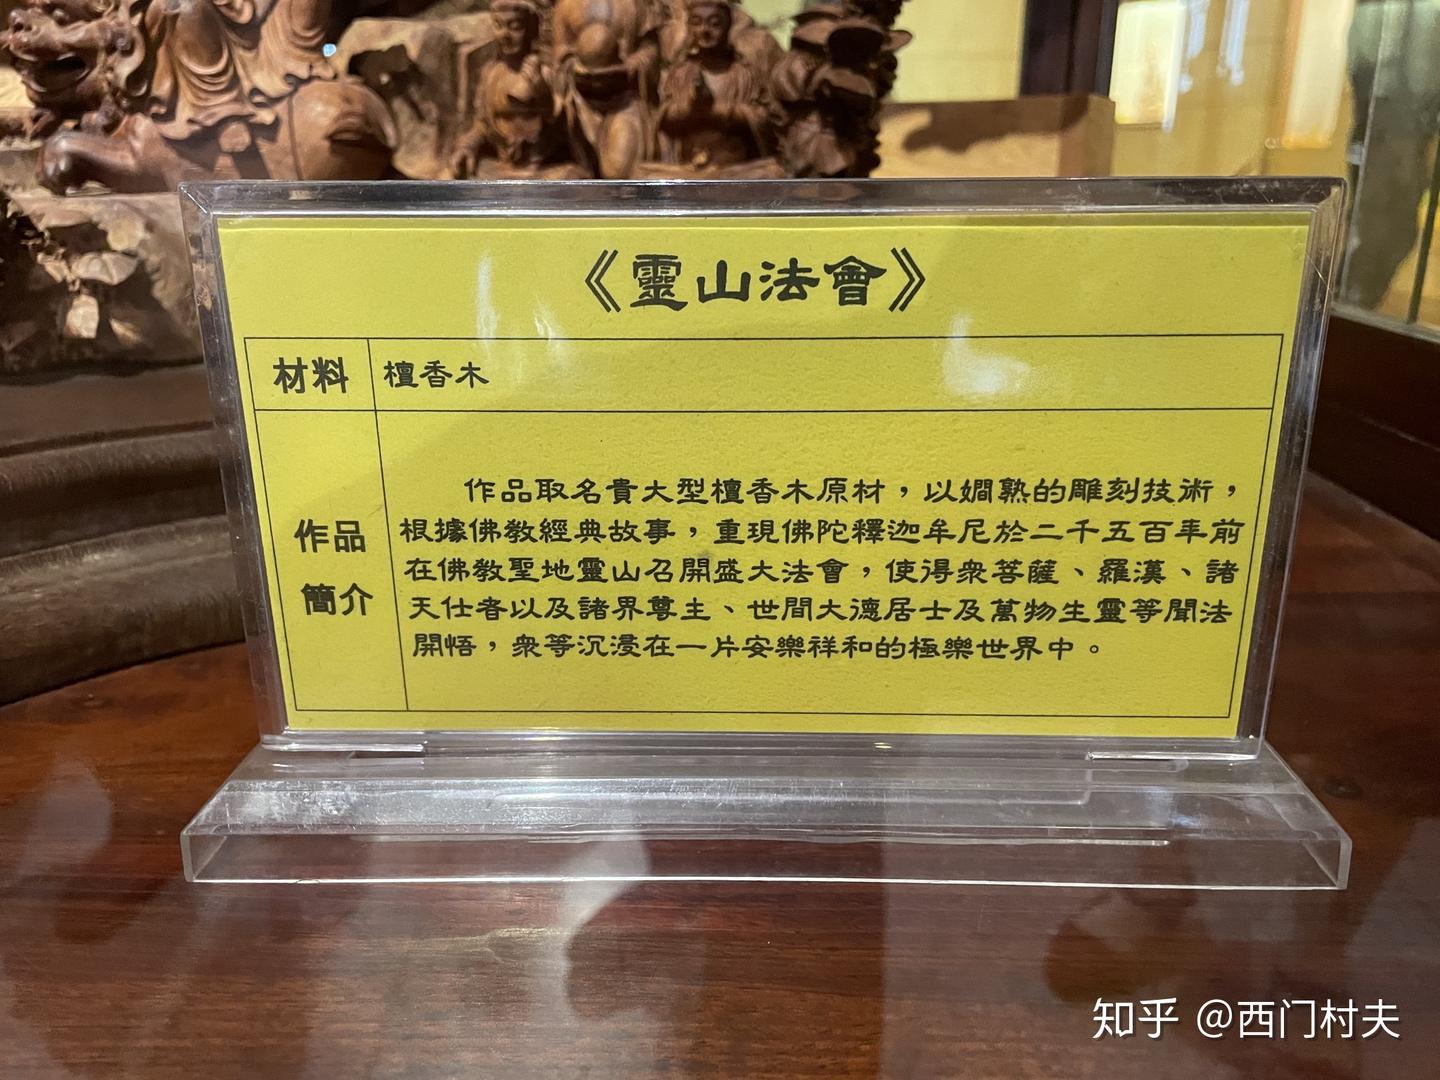 《靈山法會》
材料 檀香木
作品簡介
作品取名貴大型檀香木原材，以嫺熟的雕刻技術，
根據佛教經典故事，重現佛陀釋迦牟尼於二千五百年前
在佛教聖地靈山召開盛大法會，使得衆菩薩、羅漢、諸
天仕者以及諸界尊主、世間大德居士及萬物生靈等聞法
開悟，衆等沉浸在一片安樂祥和的極樂世界中。
知乎 @西门村夫